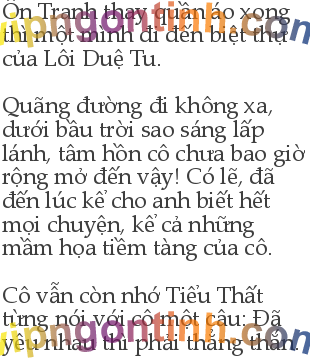 Ôn Tranh thay quần áo xong
thì một mình đi đến biệt thự
của Lôi Duệ Tu.
Quãng đường đi không xa,
dưới bầu trời sao sáng lấp
lánh, tâm hồn cô chưa bao giờ
rộng mở đến vậy! Có lẽ, đã
đến lúc kể cho anh biết hết
mọi chuyện, kể cả những
mầm họa tiềm tàng của cô.
Cô vẫn còn nhớ Tiểu Thất
từng nói với cô một câu: Đã
yêu nhau thì phải thẳng thắn